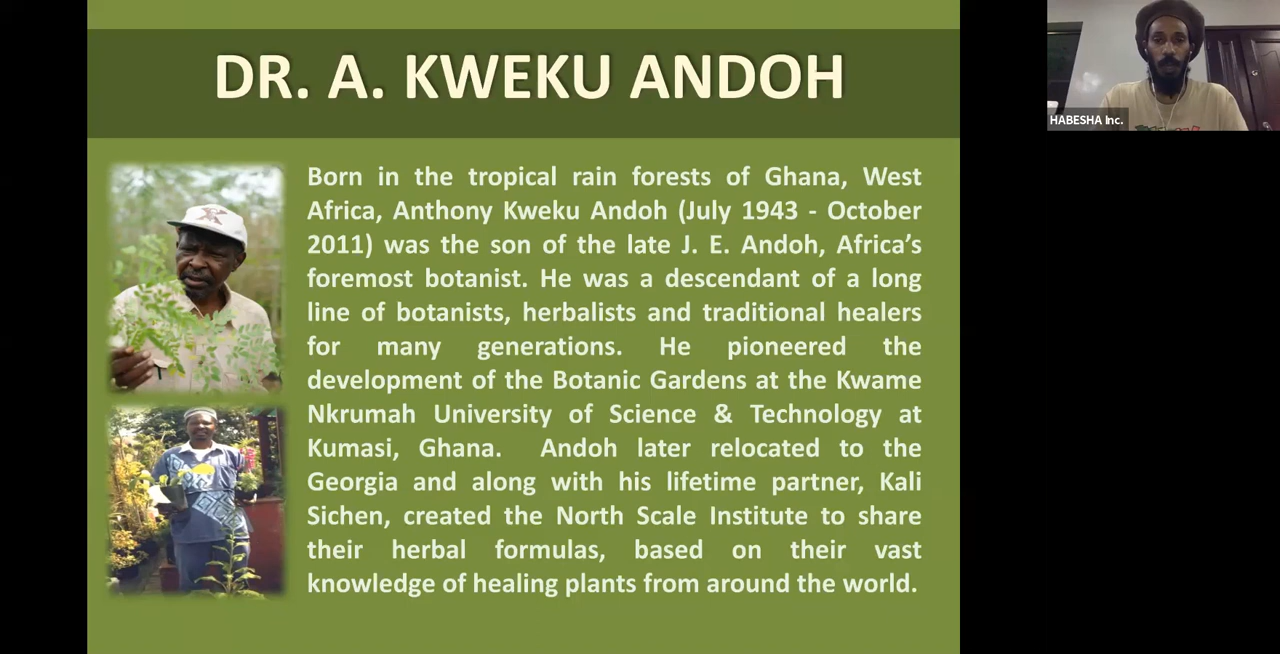 DR. A. KWEKU ANDOH
HABESHA Inc.
Born in the tropical rain forests of Ghana, West
Africa, Anthony Kweku Andoh (July 1943 - October
2011) was the son of the late J. E. Andoh, Africa’s
foremost botanist. He was a descendant of a long
line of botanists, herbalists and traditional healers
for many generations. He pioneered the
development of the Botanic Gardens at the Kwame
Nkrumah University of Science & Technology at
Kumasi, Ghana. Andoh later relocated to the
Georgia and along with his lifetime partner, Kali
Sichen, created the North Scale Institute to share
their herbal formulas, based on their vast
knowledge of healing plants from around the world.